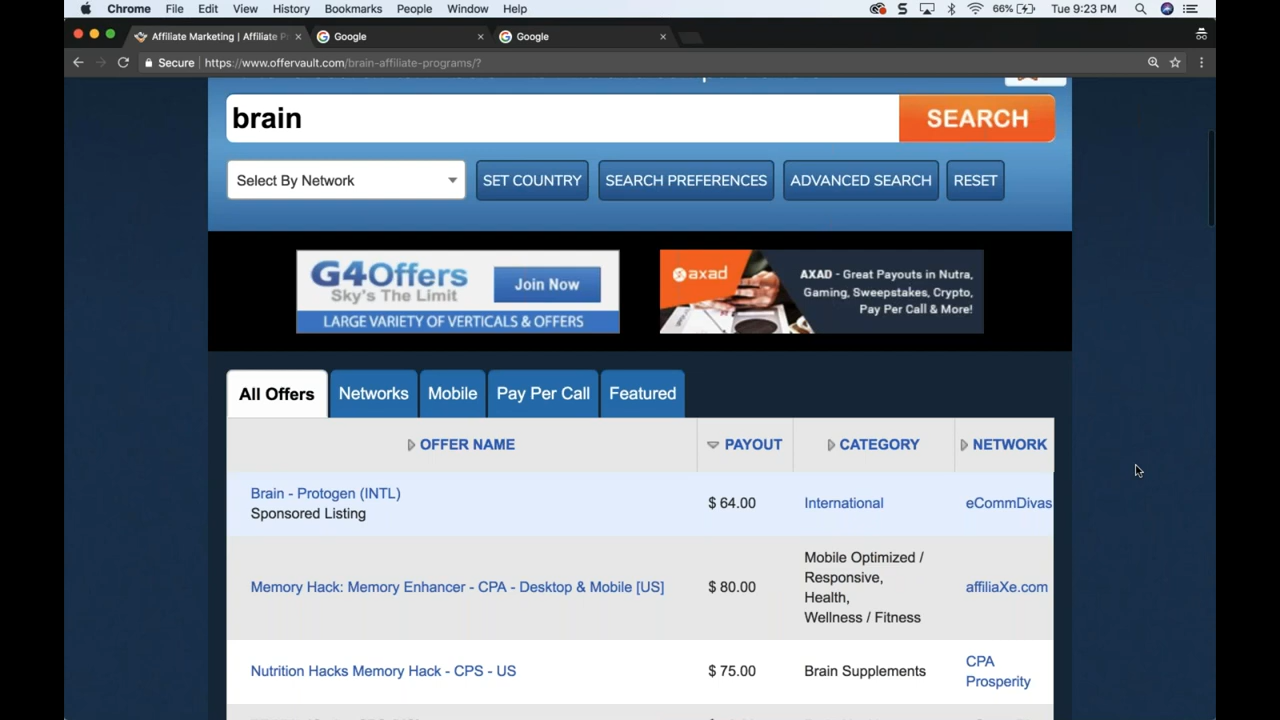 Chrome File Edit View History Bookmarks People Window Help 66% Tue 9:23 PM
Affiliate Marketing | Affiliate Pr Google Google
Secure https://www.offervault.com/brain-affiliate-programs/?
brain SEARCH
Select By Network SET COUNTRY SEARCH PREFERENCES ADVANCED SEARCH RESET
G4Offers
Sky's The Limit
Join Now
LARGE VARIETY OF VERTICALS & OFFERS
axad
AXAD - Great Payouts in Nutra,
Gaming, Sweepstakes, Crypto,
Pay Per Call & More!
All Offers Networks Mobile Pay Per Call Featured
OFFER NAME PAYOUT CATEGORY NETWORK
Brain - Protogen (INTL)
Sponsored Listing
$ 64.00 International eCommDivas
Memory Hack: Memory Enhancer - CPA - Desktop & Mobile [US] $ 80.00
Mobile Optimized /
Responsive,
Health,
Wellness / Fitness
affiliaXe.com
Nutrition Hacks Memory Hack - CPS - US $ 75.00 Brain Supplements
CPA
Prosperity